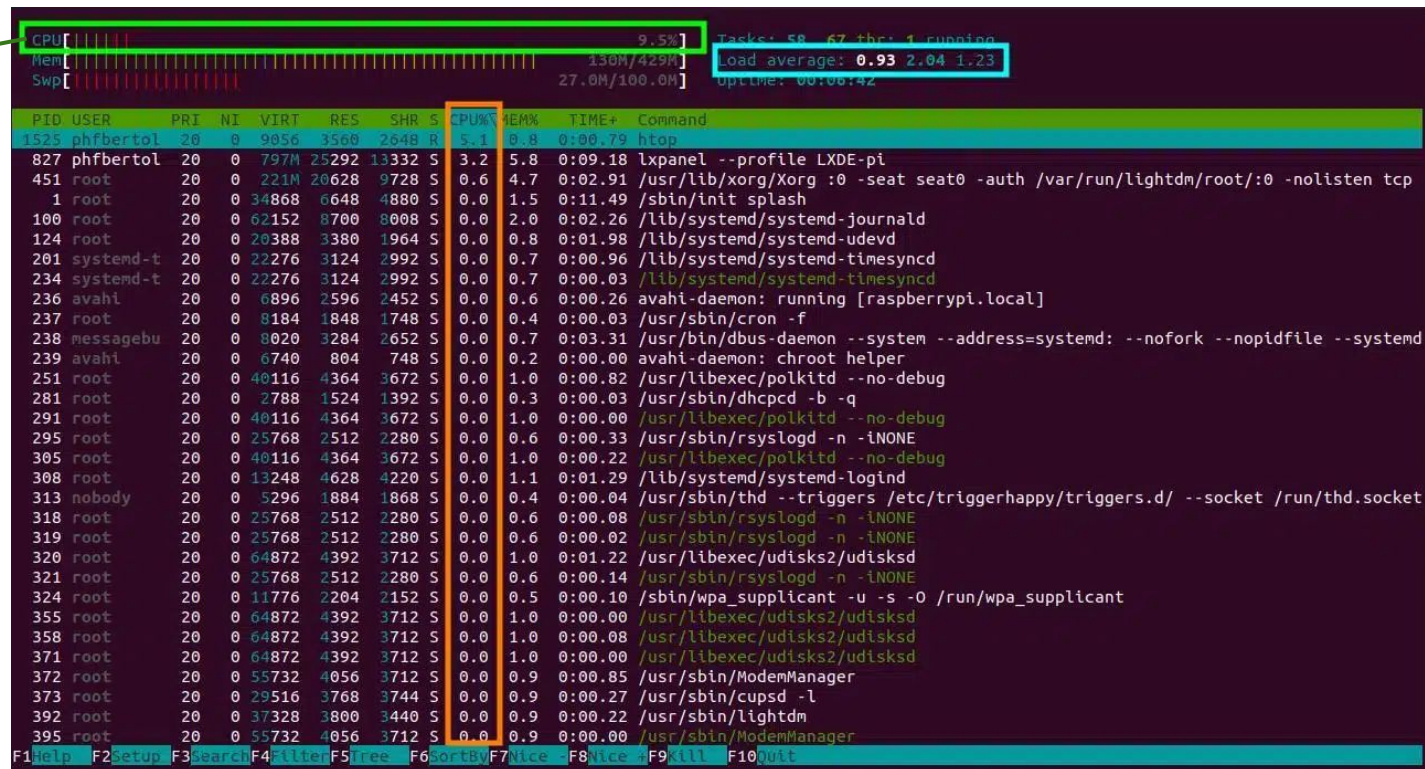 CPU[|||||| 9.5%] Tasks: 58, 67 thr; 1 running
Mem[||||||||||||||||||||||||||||||||||||||||||||| 130M/429M] Load average: 0.93 2.04 1.23
Swp[|||||||||||||||| 27.0M/100.0M] Uptime: 00:06:42
PID USER PRI NI VIRT RES SHR S CPU% MEM% TIME+ Command
1525 phfbertol 20 0 9056 3560 2648 R 5.1 0.8 0:00.79 htop
827 phfbertol 20 0 797M 25292 13332 S 3.2 5.8 0:09.18 lxpanel --profile LXDE-pi
451 root 20 0 221M 20628 9728 S 0.6 4.7 0:02.91 /usr/lib/xorg/Xorg :0 -seat seat0 -auth /var/run/lightdm/root/:0 -nolisten tcp
1 root 20 0 34868 6648 4880 S 0.0 1.5 0:11.49 /sbin/init splash
100 root 20 0 62152 8700 8008 S 0.0 2.0 0:02.26 /lib/systemd/systemd-journald
124 root 20 0 20388 3380 1964 S 0.0 0.8 0:01.98 /lib/systemd/systemd-udevd
201 systemd-t 20 0 22276 3124 2992 S 0.0 0.7 0:00.96 /lib/systemd/systemd-timesyncd
234 systemd-t 20 0 22276 3124 2992 S 0.0 0.7 0:00.03 /lib/systemd/systemd-timesyncd
236 avahi 20 0 6896 2596 2452 S 0.0 0.6 0:00.26 avahi-daemon: running [raspberrypi.local]
237 root 20 0 8184 1848 1748 S 0.0 0.4 0:00.03 /usr/sbin/cron -f
238 messagebu 20 0 8020 3284 2652 S 0.0 0.7 0:03.31 /usr/bin/dbus-daemon --system --address=systemd: --nofork --nopidfile --systemd
239 avahi 20 0 6740 804 748 S 0.0 0.2 0:00.00 avahi-daemon: chroot helper
251 root 20 0 40116 4364 3672 S 0.0 1.0 0:00.82 /usr/libexec/polkitd --no-debug
281 root 20 0 2788 1524 1392 S 0.0 0.3 0:00.03 /usr/sbin/dhcpcd -b -q
291 root 20 0 40116 4364 3672 S 0.0 1.0 0:00.00 /usr/libexec/polkitd --no-debug
295 root 20 0 25768 2512 2280 S 0.0 0.6 0:00.33 /usr/sbin/rsyslogd -n -iNONE
305 root 20 0 40116 4364 3672 S 0.0 1.0 0:00.22 /usr/libexec/polkitd --no-debug
308 root 20 0 13248 4628 4220 S 0.0 1.1 0:01.29 /lib/systemd/systemd-logind
313 nobody 20 0 5296 1884 1868 S 0.0 0.4 0:00.04 /usr/sbin/thd --triggers /etc/triggerhappy/triggers.d/ --socket /run/thd.socket
318 root 20 0 25768 2512 2280 S 0.0 0.6 0:00.08 /usr/sbin/rsyslogd -n -iNONE
319 root 20 0 25768 2512 2280 S 0.0 0.6 0:00.02 /usr/sbin/rsyslogd -n -iNONE
320 root 20 0 64872 4392 3712 S 0.0 1.0 0:01.22 /usr/libexec/udisks2/udisksd
321 root 20 0 25768 2512 2280 S 0.0 0.6 0:00.14 /usr/sbin/rsyslogd -n -iNONE
324 root 20 0 11776 2204 2152 S 0.0 0.5 0:00.10 /sbin/wpa_supplicant -u -s -O /run/wpa_supplicant
355 root 20 0 64872 4392 3712 S 0.0 1.0 0:00.00 /usr/libexec/udisks2/udisksd
358 root 20 0 64872 4392 3712 S 0.0 1.0 0:00.08 /usr/libexec/udisks2/udisksd
371 root 20 0 64872 4392 3712 S 0.0 1.0 0:00.00 /usr/libexec/udisks2/udisksd
372 root 20 0 55732 4056 3712 S 0.0 0.9 0:00.85 /usr/sbin/ModemManager
373 root 20 0 29516 3768 3744 S 0.0 0.9 0:00.27 /usr/sbin/cupsd -l
392 root 20 0 37328 3800 3440 S 0.0 0.9 0:00.22 /usr/sbin/lightdm
395 root 20 0 55732 4056 3712 S 0.0 0.9 0:00.00 /usr/sbin/ModemManager
F1Help F2Setup F3SearchF4FilterF5Tree F6SortByF7Nice -F8Nice +F9Kill F10Quit